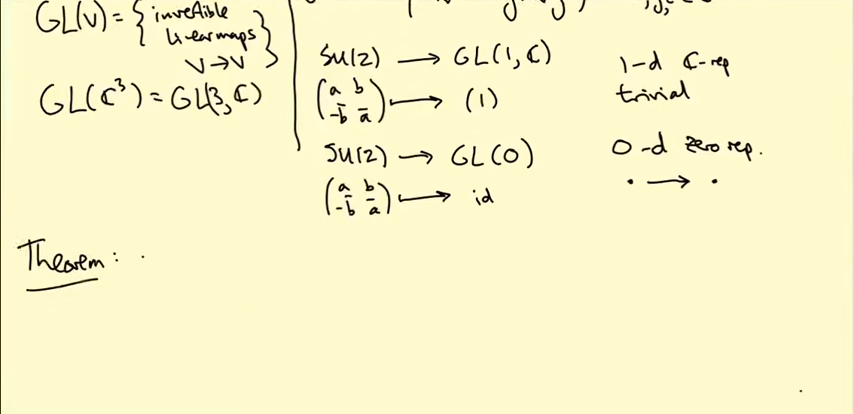 GL(V) = { invertible linear maps V → V }
GL(ℂ³) = GL(3, ℂ)
SU(2) → GL(1, ℂ)
( a b -b̄ ā ) ↦ (1)
1-d ℂ-rep
trivial
SU(2) → GL(0)
( a b -b̄ ā ) ↦ id
0-d zero rep.
· → ·
Theorem: